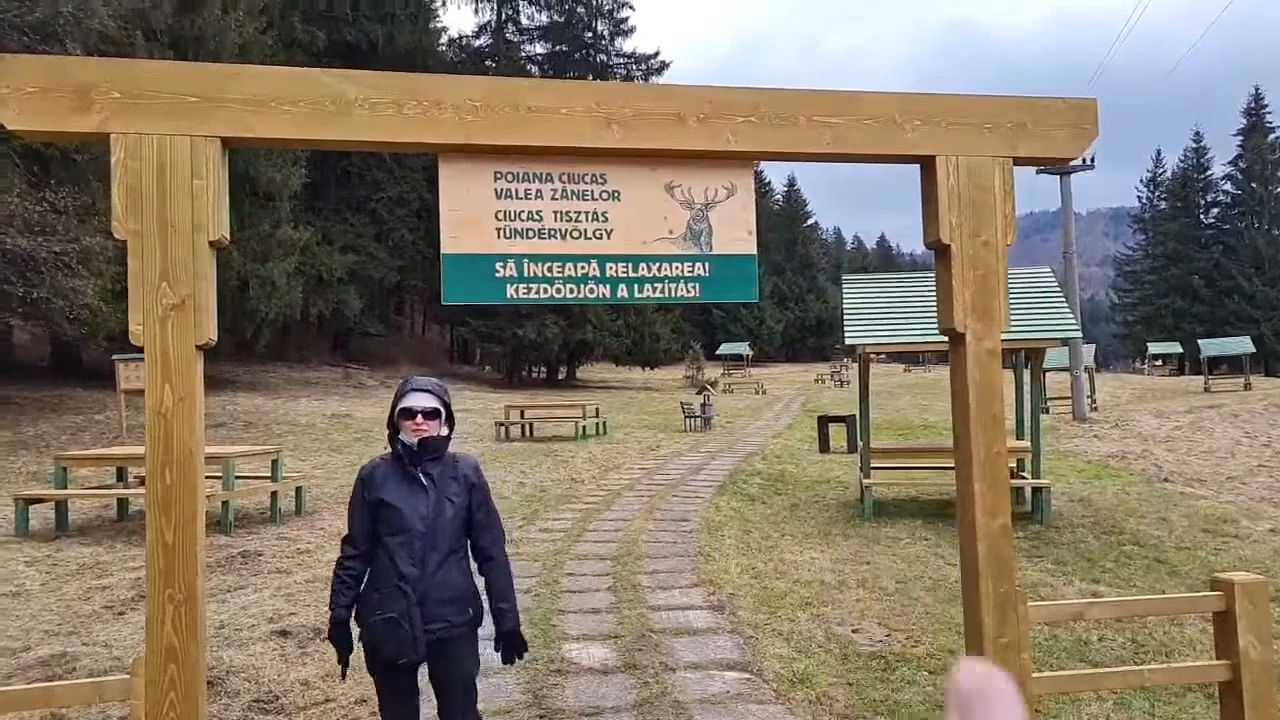 POIANA CIUCAȘ
VALEA ZÂNELOR
CIUCAȘ TISZTÁS
TÜNDÉRVÖLGY
SĂ ÎNCEAPĂ RELAXAREA!
KEZDŐDJÖN A LAZÍTÁS!